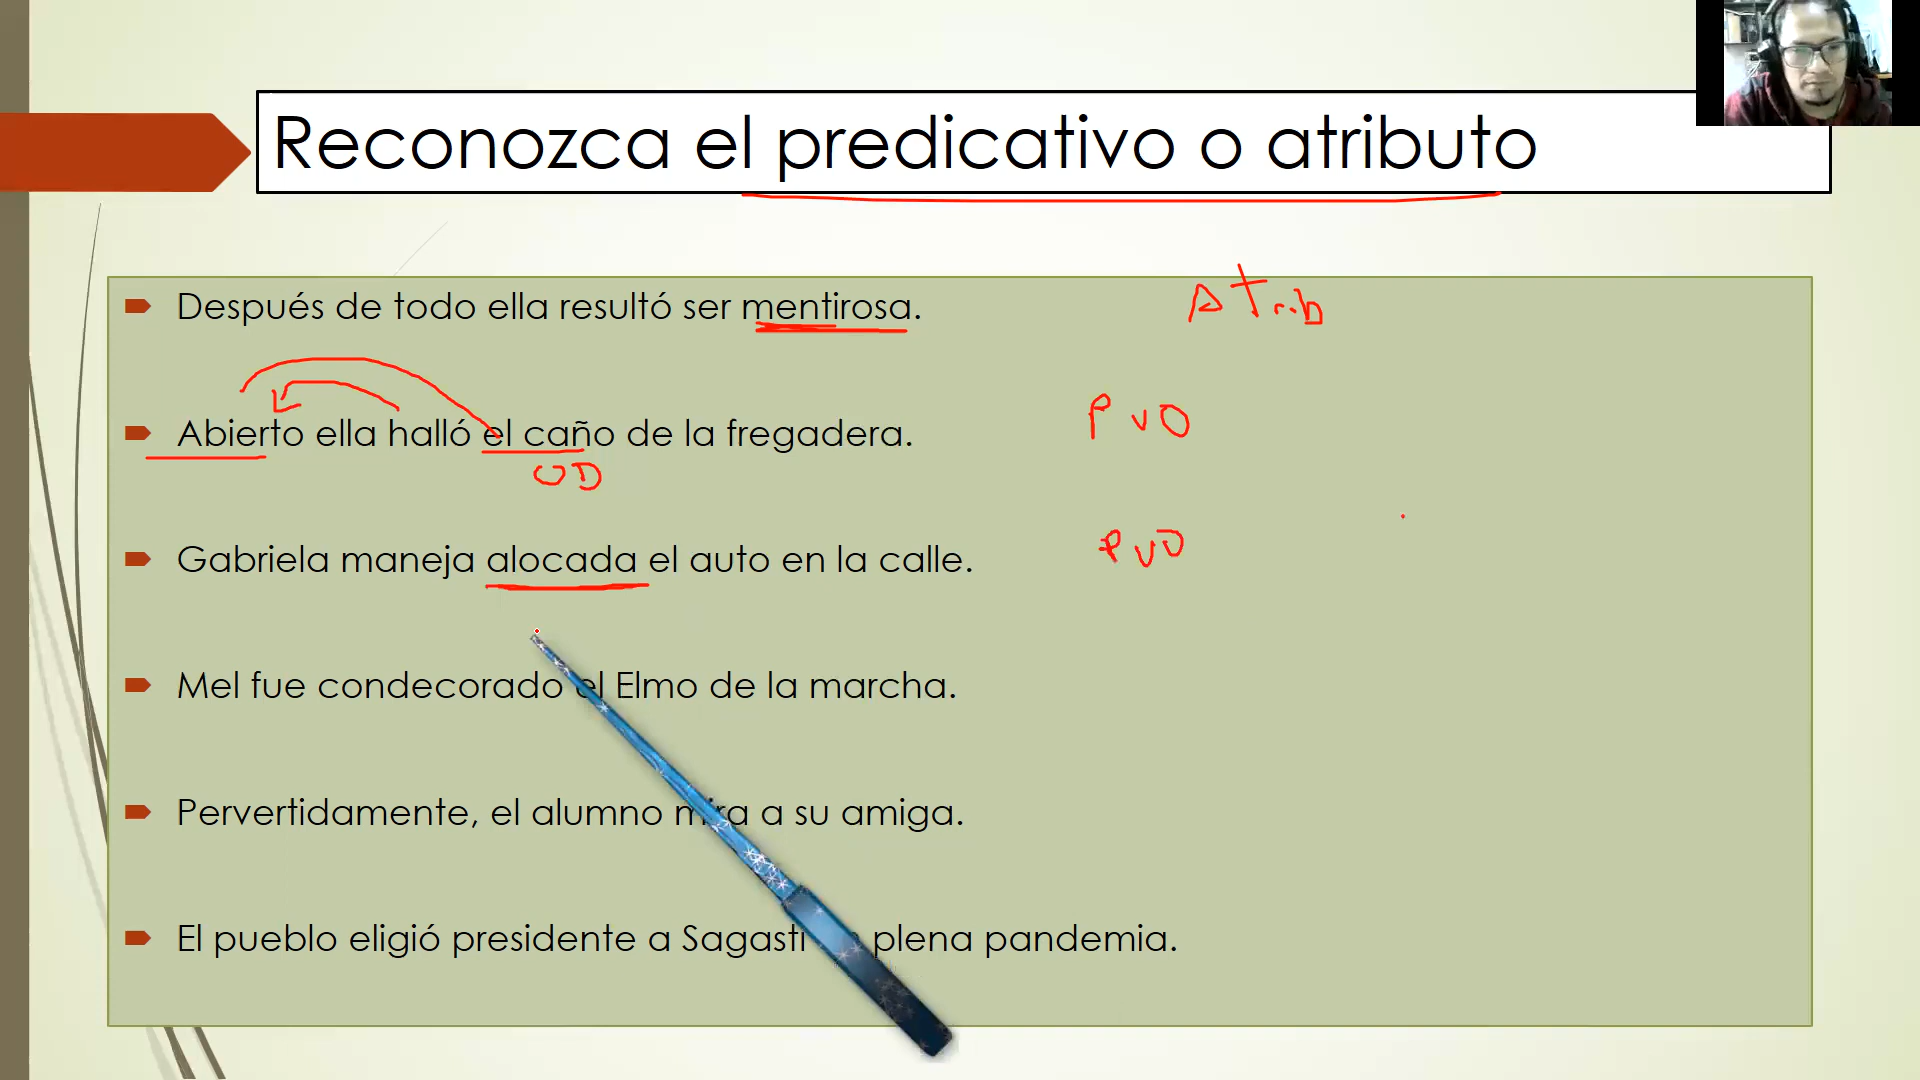 Reconozca el predicativo o atributo
Después de todo ella resultó ser mentirosa.
Atrib
Abierto ella halló el caño de la fregadera.
PVO
OD
Gabriela maneja alocada el auto en la calle.
PVO
Mel fue condecorado el Elmo de la marcha.
Pervertidamente, el alumno mira a su amiga.
El pueblo eligió presidente a Sagasti plena pandemia.